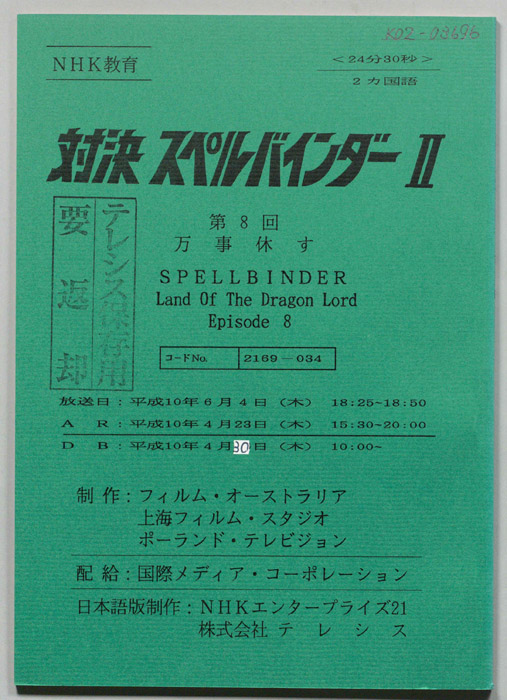 KOZ-09696
NHK教育
<24分30秒>
2カ国語
対決 スペルバインダーⅡ
テレシス保存用
要返却
第8回
万事休す
SPELLBINDER
Land Of The Dragon Lord
Episode 8
コードNo. 2169-034
放送日:平成10年6月4日(木) 18:25~18:50
AR:平成10年4月23日(木) 15:30~20:00
DB:平成10年4月30日(木) 10:00~
制作:フィルム・オーストラリア
上海フィルム・スタジオ
ポーランド・テレビジョン
配給:国際メディア・コーポレーション
日本語版制作:NHKエンタープライズ21
株式会社 テレシス